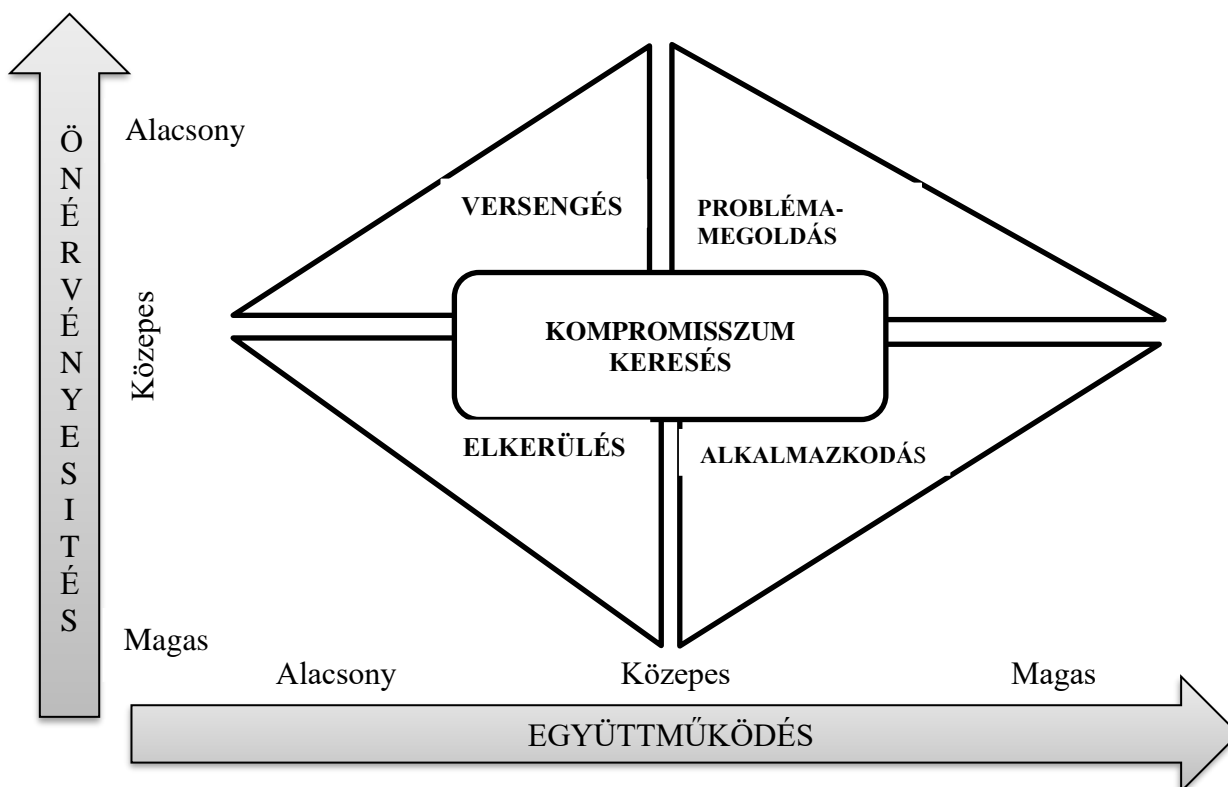 ÖNÉRVÉNYESITÉS
Alacsony
VERSENGÉS
PROBLÉMA-
MEGOLDÁS
Közepes
KOMPROMISSZUM
KERESÉS
ELKERÜLÉS
ALKALMAZKODÁS
Magas
Alacsony
Közepes
Magas
EGYÜTTMŰKÖDÉS